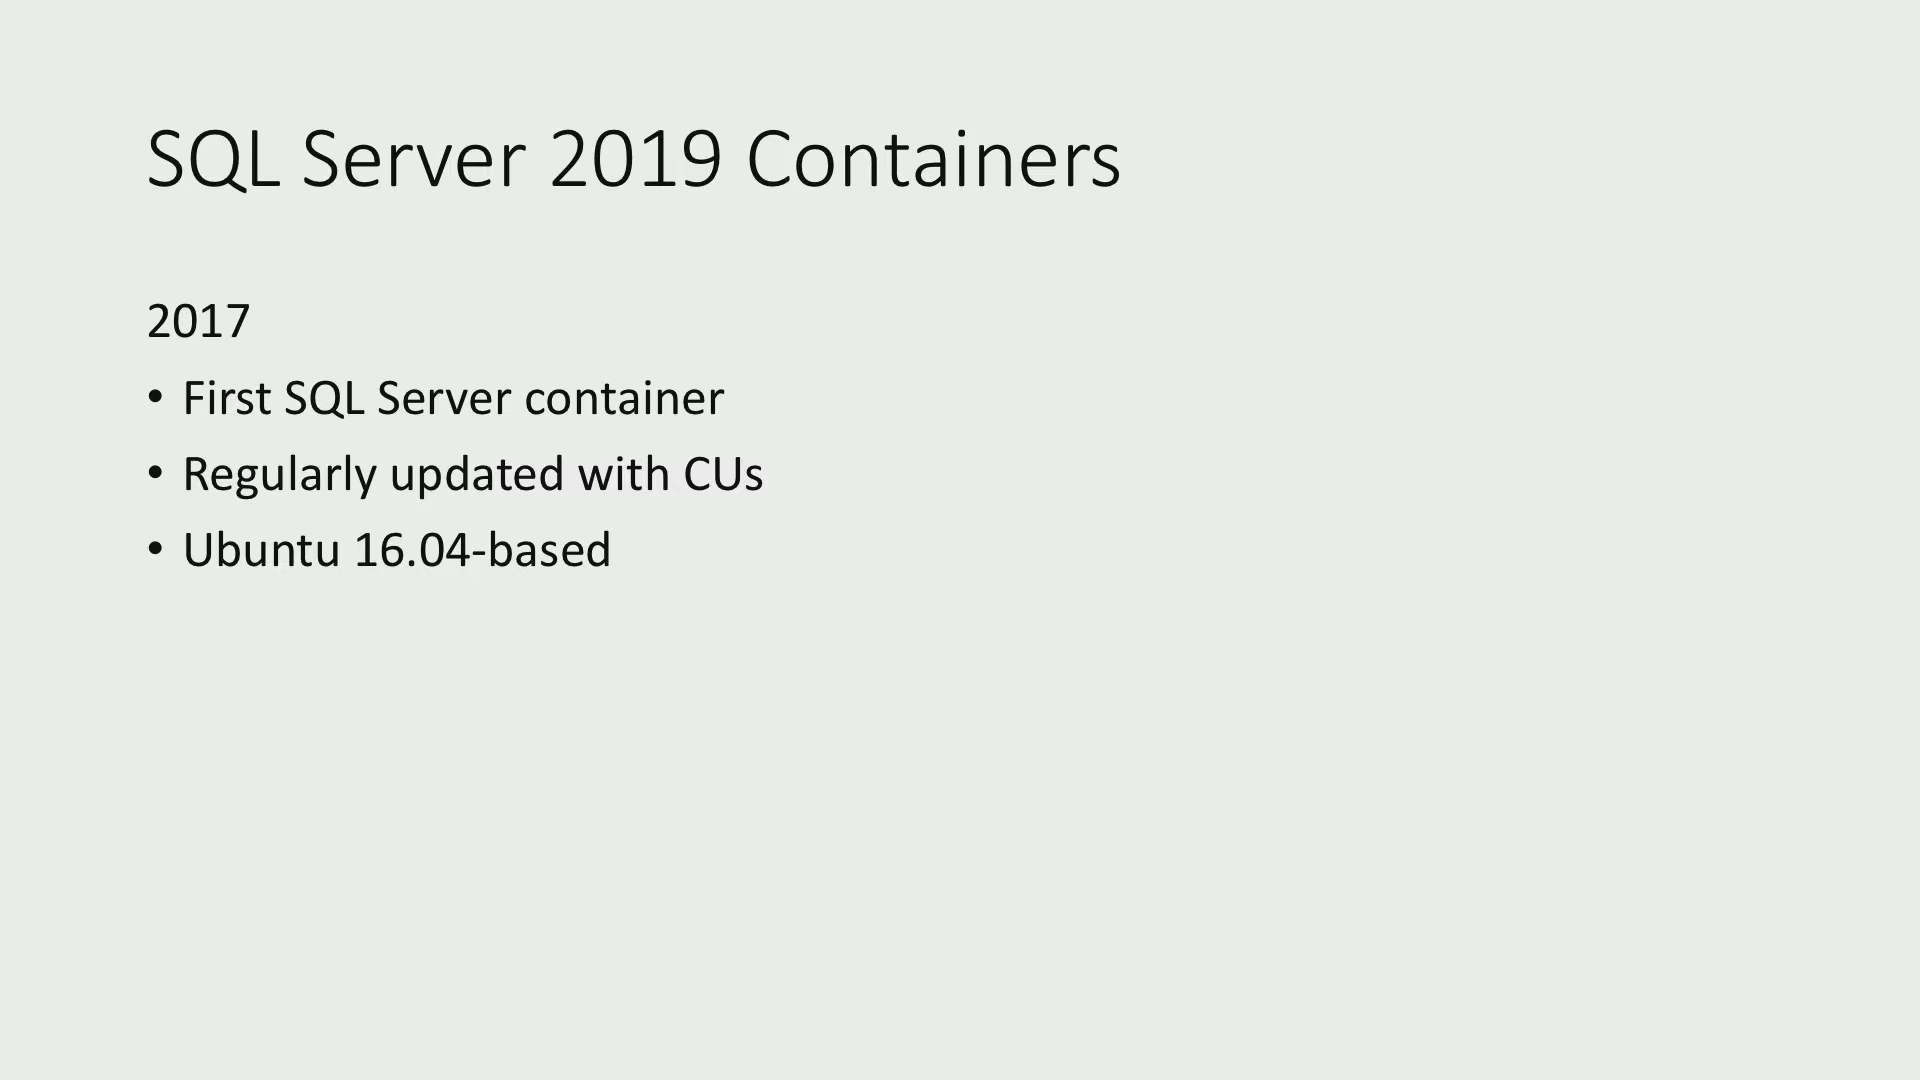 SQL Server 2019 Containers
2017
• First SQL Server container
• Regularly updated with CUs
• Ubuntu 16.04-based